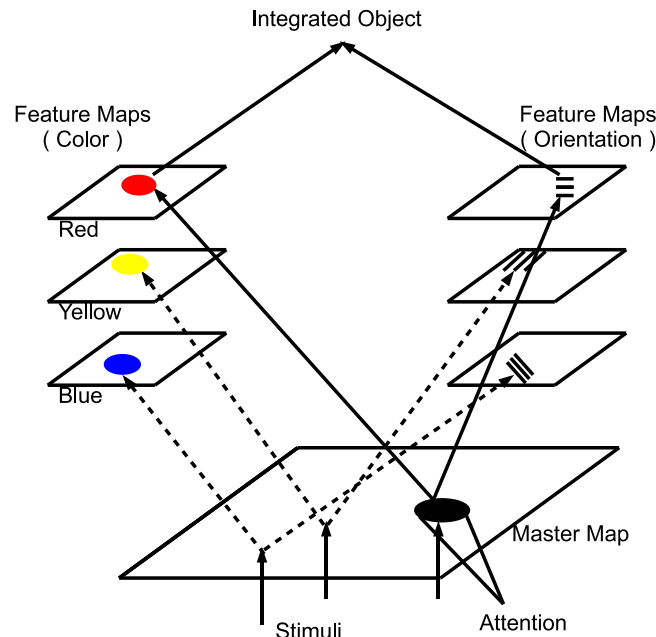 Integrated Object
Feature Maps
( Color )
Feature Maps
( Orientation )
Red
Yellow
Blue
Master Map
Stimuli
Attention